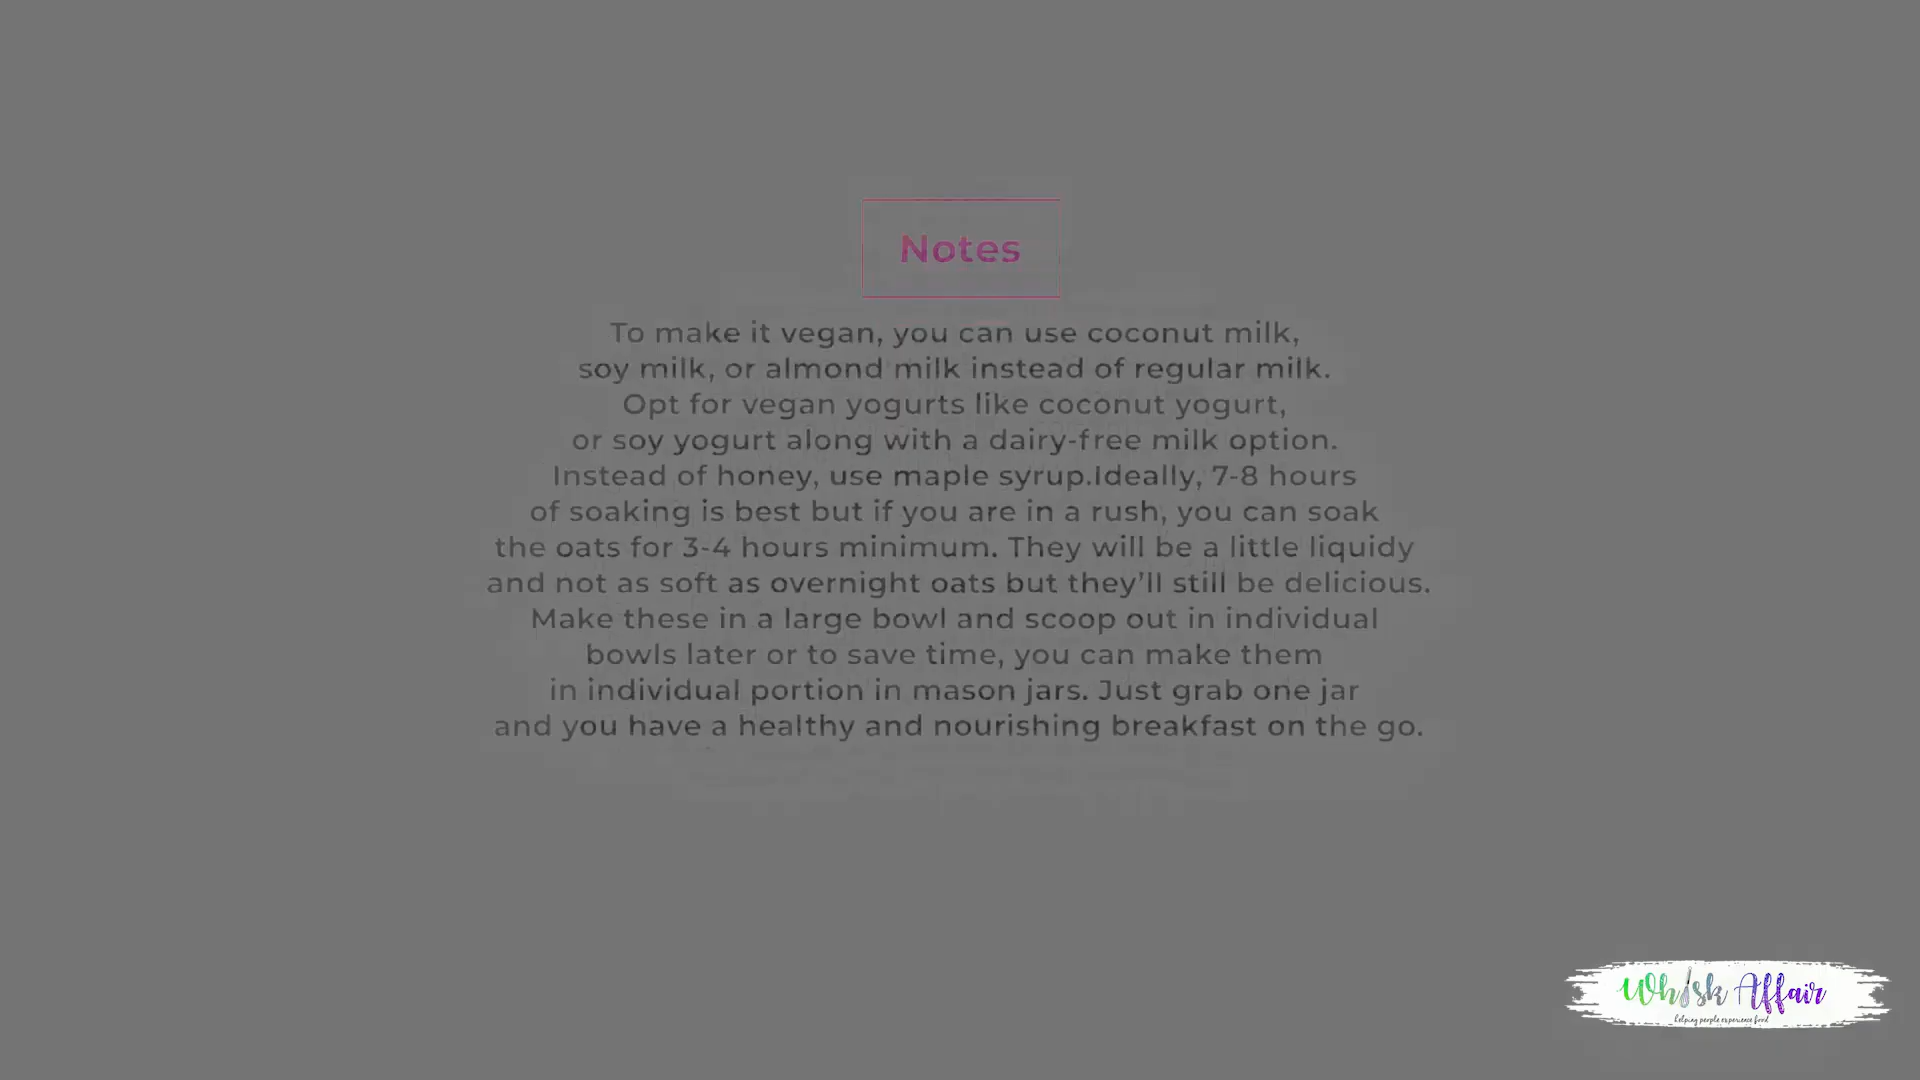 Notes
To make it vegan, you can use coconut milk,
soy milk, or almond milk instead of regular milk.
Opt for vegan yogurts like coconut yogurt,
or soy yogurt along with a dairy-free milk option.
Instead of honey, use maple syrup.Ideally, 7-8 hours
of soaking is best but if you are in a rush, you can soak
the oats for 3-4 hours minimum. They will be a little liquidy
and not as soft as overnight oats but they’ll still be delicious.
Make these in a large bowl and scoop out in individual
bowls later or to save time, you can make them
in individual portion in mason jars. Just grab one jar
and you have a healthy and nourishing breakfast on the go.
Whisk Affair
helping people experience food